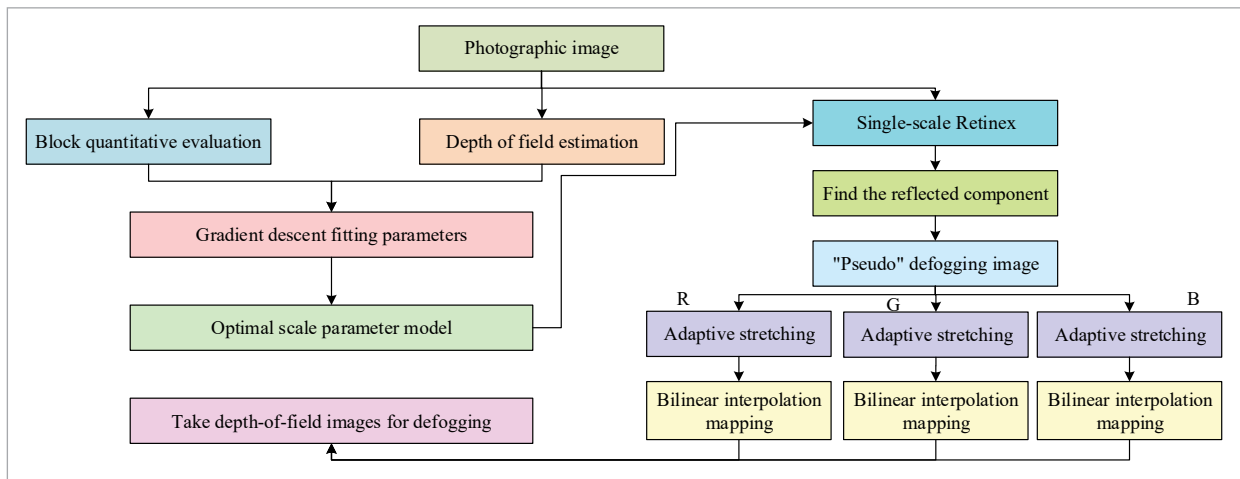 Photographic image
Block quantitative evaluation
Depth of field estimation
Single-scale Retinex
Find the reflected component
Gradient descent fitting parameters
"Pseudo" defogging image
R
G
B
Optimal scale parameter model
Adaptive stretching
Adaptive stretching
Adaptive stretching
Bilinear interpolation
mapping
Bilinear interpolation
mapping
Bilinear interpolation
mapping
Take depth-of-field images for defogging